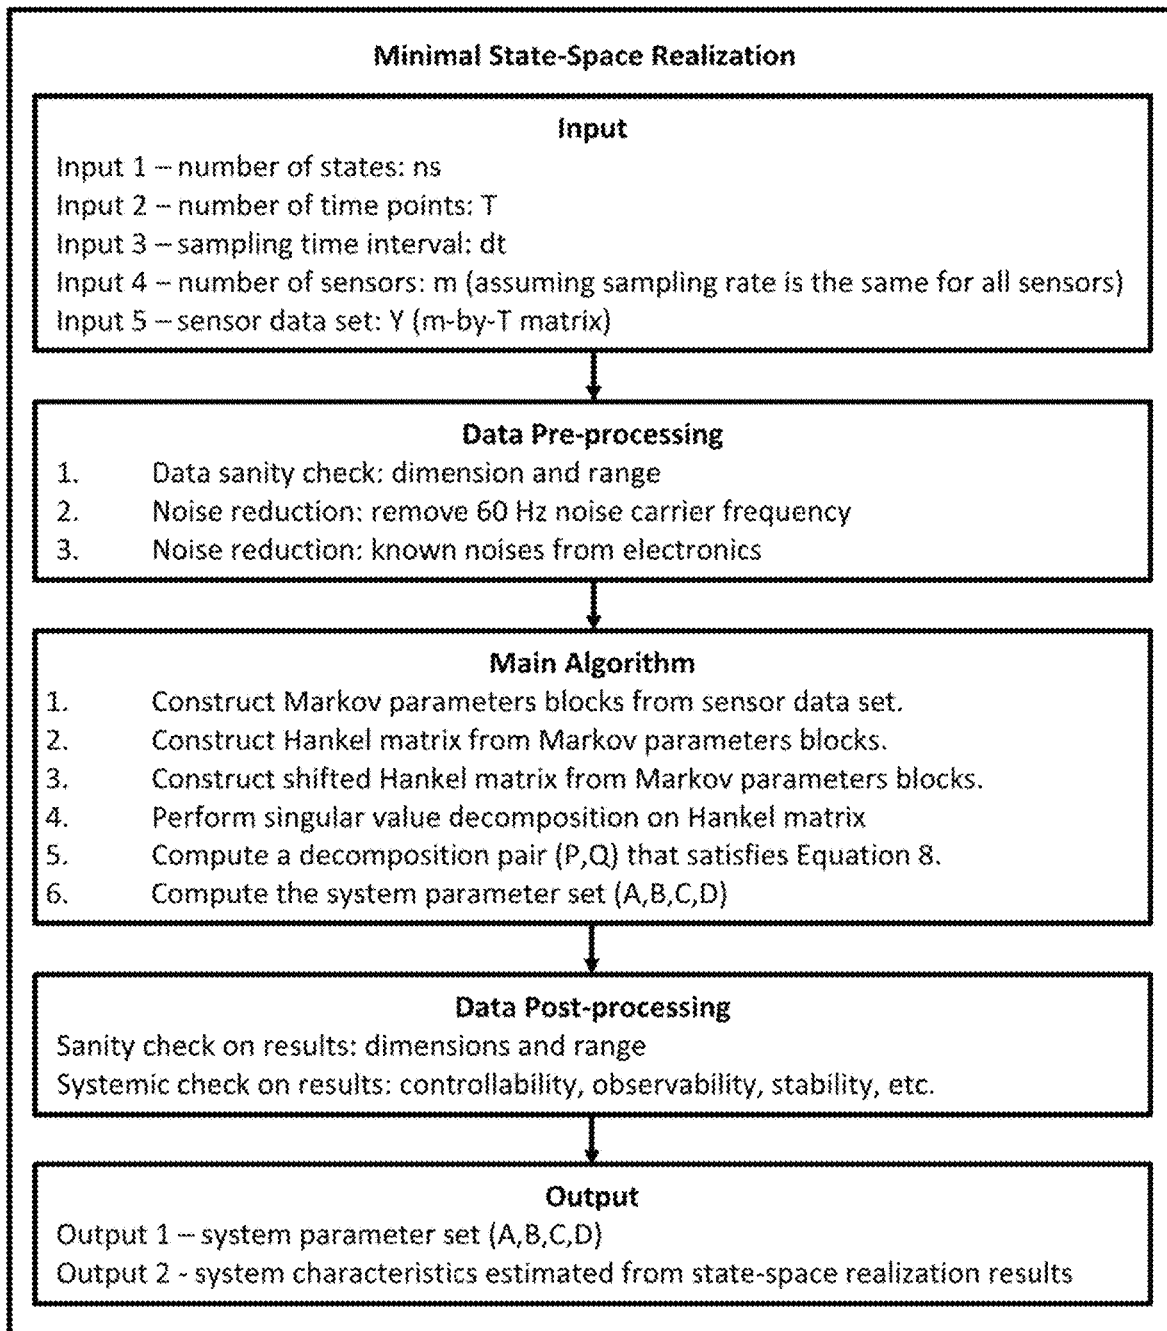 Minimal State-Space Realization
Input
Input 1 – number of states: ns
Input 2 – number of time points: T
Input 3 – sampling time interval: dt
Input 4 – number of sensors: m (assuming sampling rate is the same for all sensors)
Input 5 – sensor data set: Y (m-by-T matrix)
Data Pre-processing
1. Data sanity check: dimension and range
2. Noise reduction: remove 60 Hz noise carrier frequency
3. Noise reduction: known noises from electronics
Main Algorithm
1. Construct Markov parameters blocks from sensor data set.
2. Construct Hankel matrix from Markov parameters blocks.
3. Construct shifted Hankel matrix from Markov parameters blocks.
4. Perform singular value decomposition on Hankel matrix
5. Compute a decomposition pair (P,Q) that satisfies Equation 8.
6. Compute the system parameter set (A,B,C,D)
Data Post-processing
Sanity check on results: dimensions and range
Systemic check on results: controllability, observability, stability, etc.
Output
Output 1 – system parameter set (A,B,C,D)
Output 2 - system characteristics estimated from state-space realization results